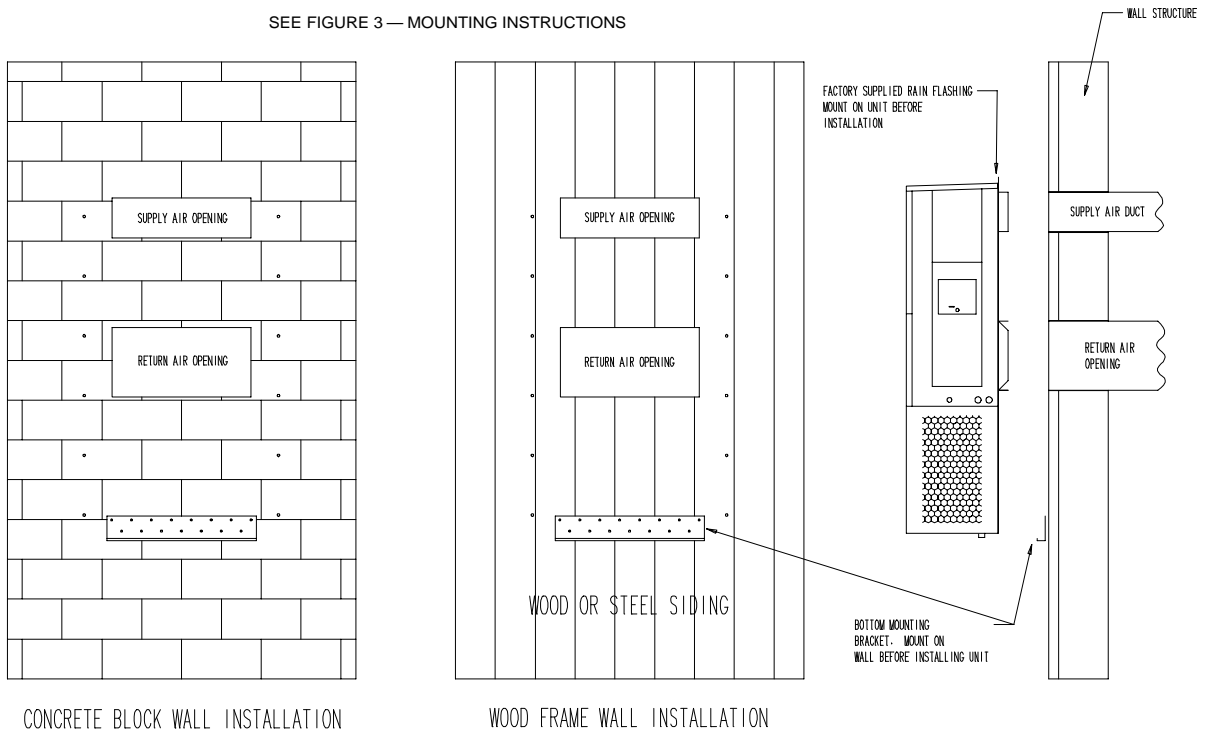 SEE FIGURE 3 — MOUNTING INSTRUCTIONS
WALL STRUCTURE
FACTORY SUPPLIED RAIN FLASHING
MOUNT ON UNIT BEFORE
INSTALLATION
SUPPLY AIR OPENING
SUPPLY AIR OPENING
SUPPLY AIR DUCT
RETURN AIR OPENING
RETURN AIR OPENING
RETURN AIR
OPENING
WOOD OR STEEL SIDING
BOTTOM MOUNTING
BRACKET. MOUNT ON
WALL BEFORE INSTALLING UNIT
CONCRETE BLOCK WALL INSTALLATION
WOOD FRAME WALL INSTALLATION